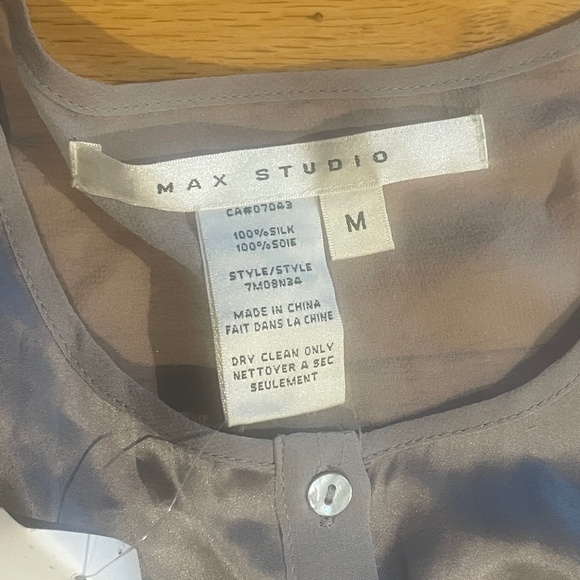 MAX STUDIO
M
CA#07043
100%SILK
100%SOIE
STYLE/STYLE
7M08N34
MADE IN CHINA
FAIT DANS LA CHINE
DRY CLEAN ONLY
NETTOYER A SEC
SEULEMENT